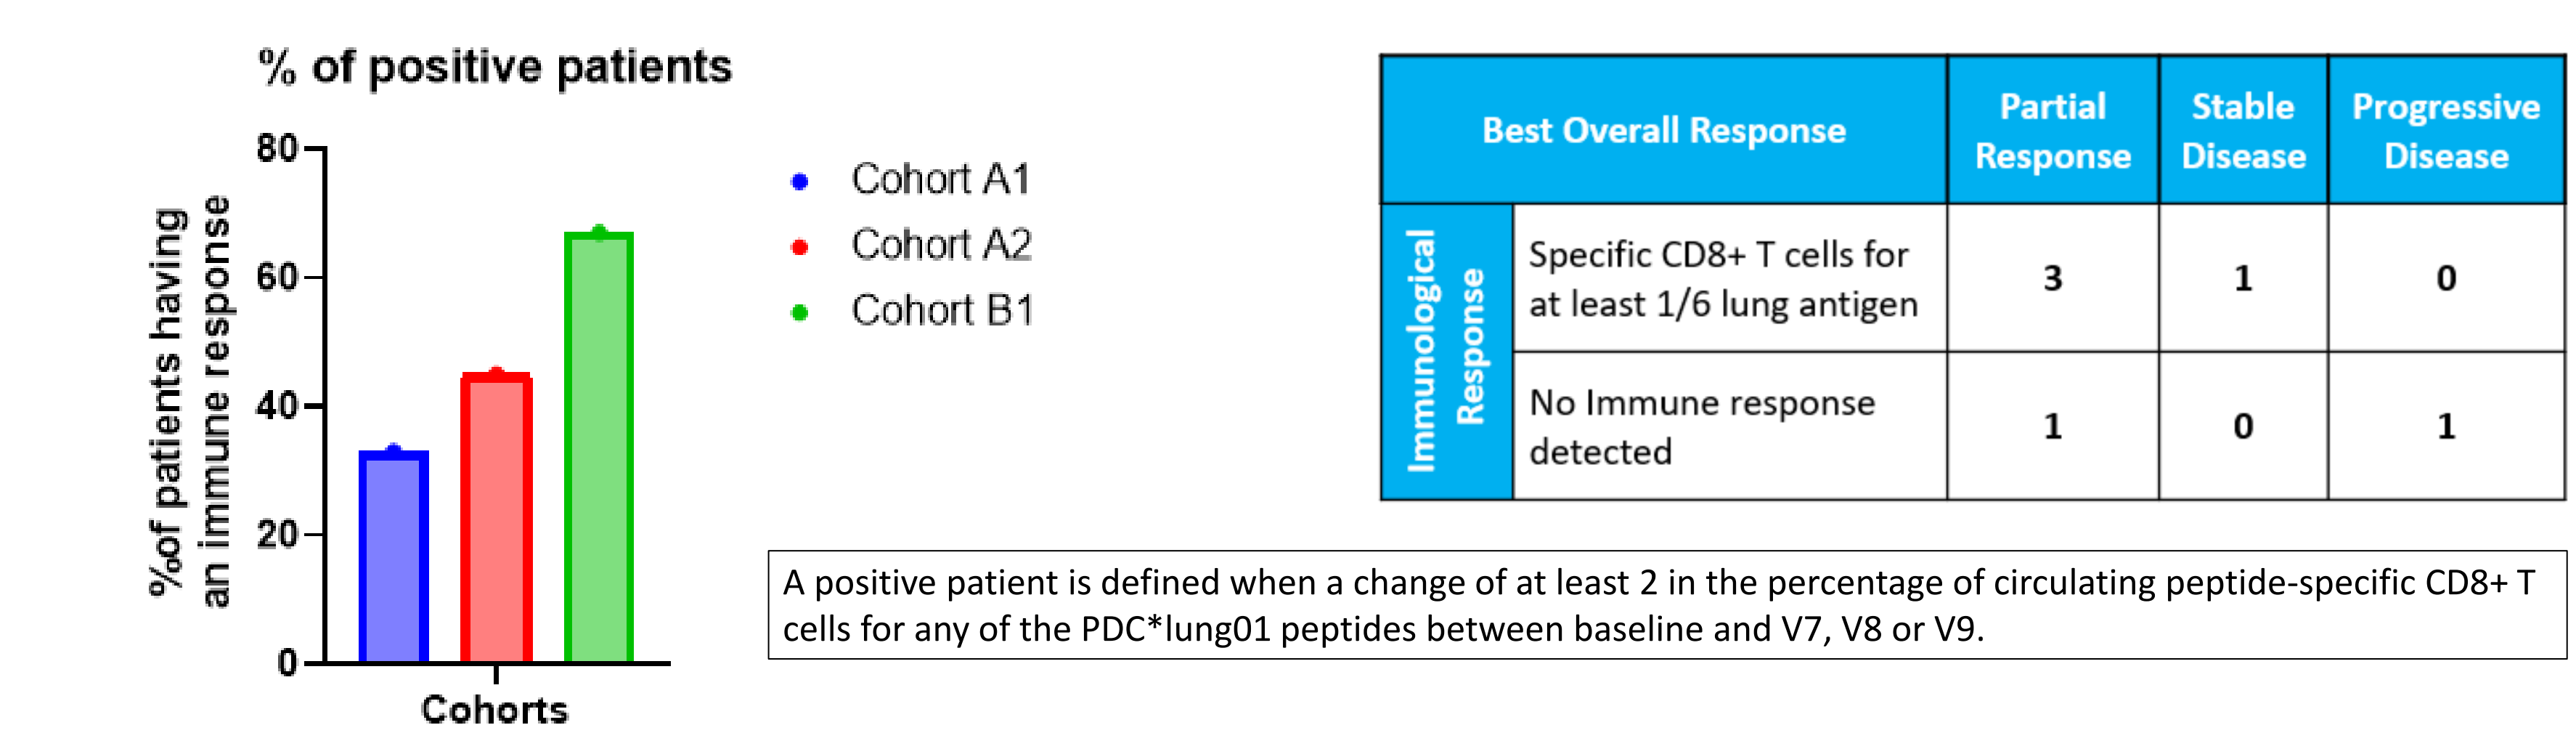 % of positive patients
80
60
40
20
0
%of patients having
an immune response
Cohorts
Cohort A1
Cohort A2
Cohort B1
Best Overall Response
Partial
Response
Stable
Disease
Progressive
Disease
Immunological
Response
Specific CD8+ T cells for
at least 1/6 lung antigen
3
1
0
No Immune response
detected
1
0
1
A positive patient is defined when a change of at least 2 in the percentage of circulating peptide-specific CD8+ T
cells for any of the PDC*lung01 peptides between baseline and V7, V8 or V9.